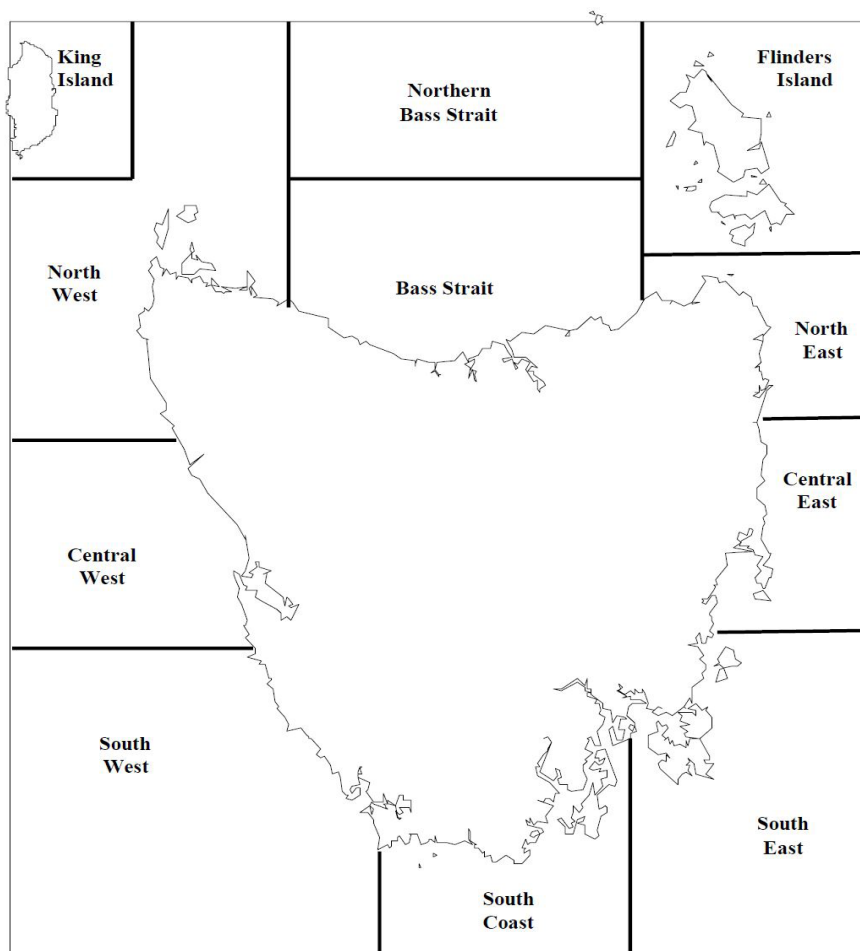 King
Island
Northern
Bass Strait
Flinders
Island
North
West
Bass Strait
North
East
Central
East
Central
West
South
West
South
East
South
Coast